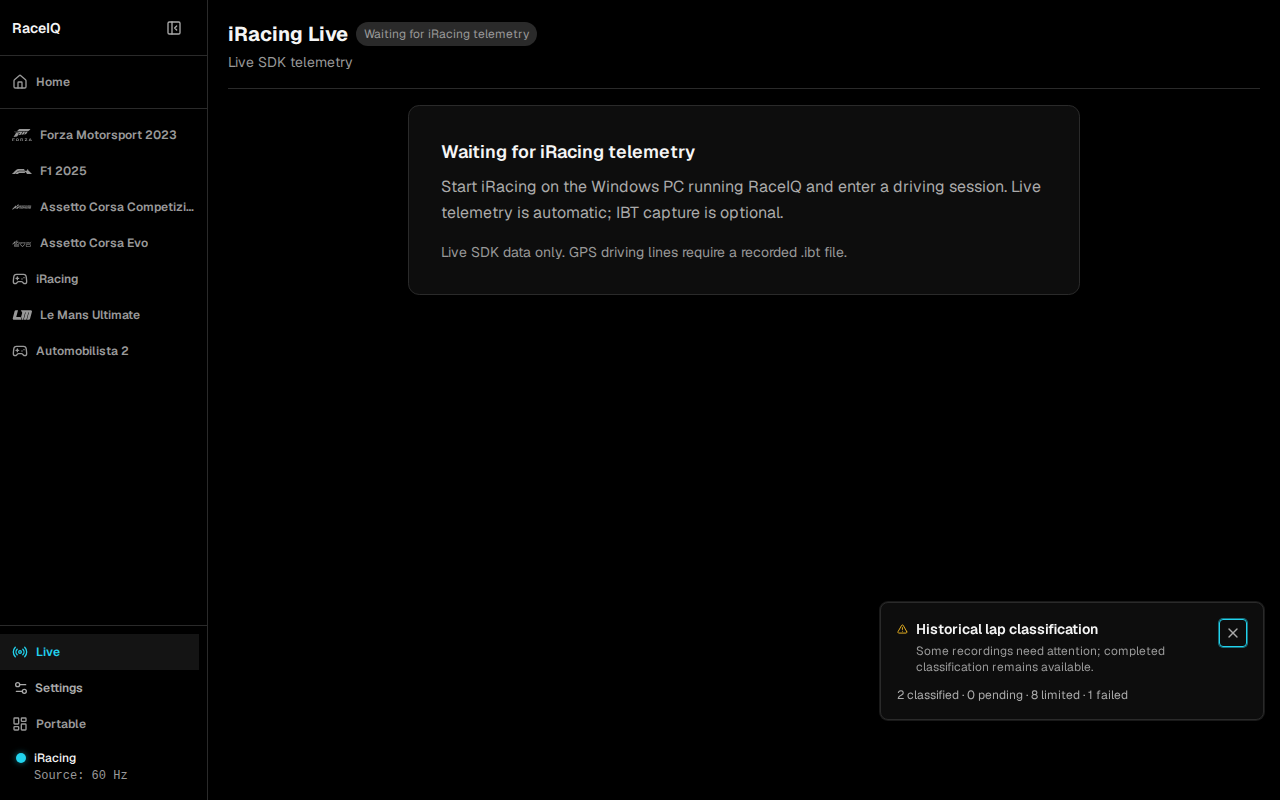 RaceIQ
Home
Forza Motorsport 2023
F1 2025
Assetto Corsa Competizi...
Assetto Corsa Evo
iRacing
Le Mans Ultimate
Automobilista 2
Live
Settings
Portable
iRacing
Source: 60 Hz
iRacing Live
Waiting for iRacing telemetry
Live SDK telemetry
Waiting for iRacing telemetry
Start iRacing on the Windows PC running RaceIQ and enter a driving session. Live
telemetry is automatic; IBT capture is optional.
Live SDK data only. GPS driving lines require a recorded .ibt file.
Historical lap classification
Some recordings need attention; completed
classification remains available.
2 classified · 0 pending · 8 limited · 1 failed